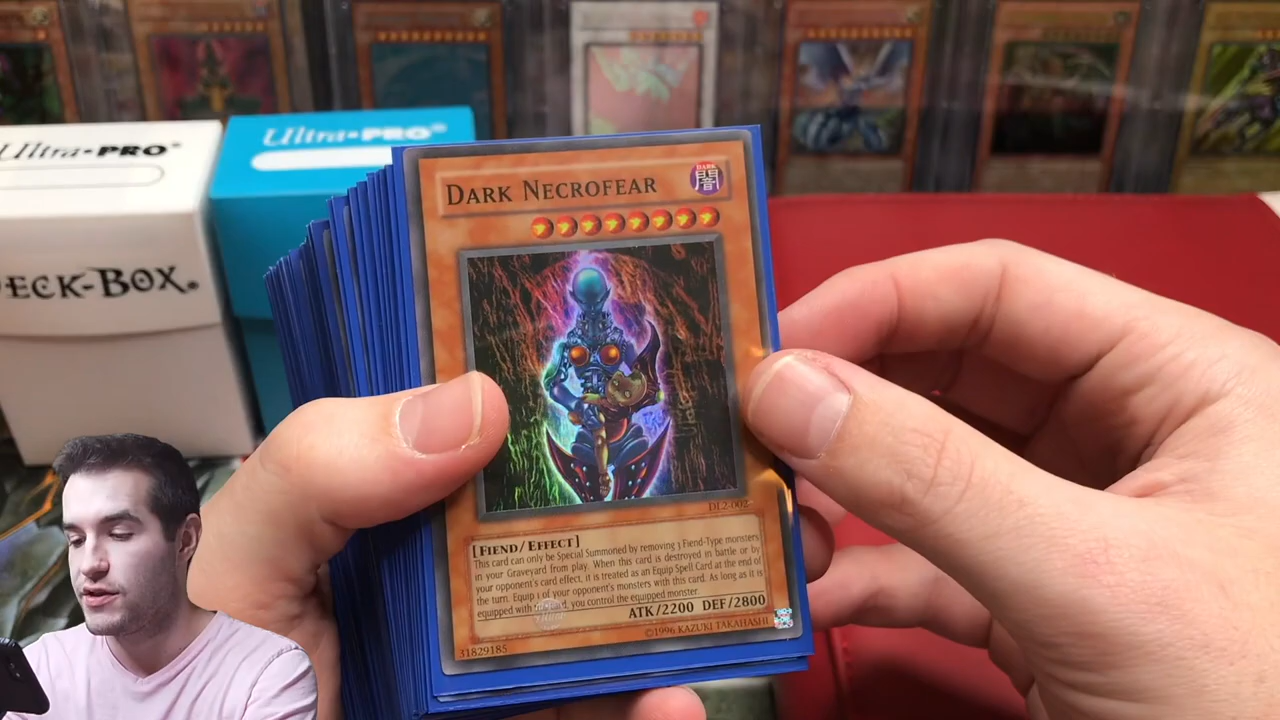 Ultra•PRO®
DECK-BOX®
Ultra•PRO®
DARK NECROFEAR
DARK
闇
DL2-002
[FIEND/EFFECT]
This card can only be Special Summoned by removing 3 Fiend-Type monsters
in your Graveyard from play. When this card is destroyed in battle or by
your opponent's card effect, it is treated as an Equip Spell Card at the end of
the turn. Equip 1 of your opponent's monsters with this card. As long as it is
equipped with card, you control the equipped monster.
ATK/2200 DEF/2800
31829185
©1996 KAZUKI TAKAHASHI